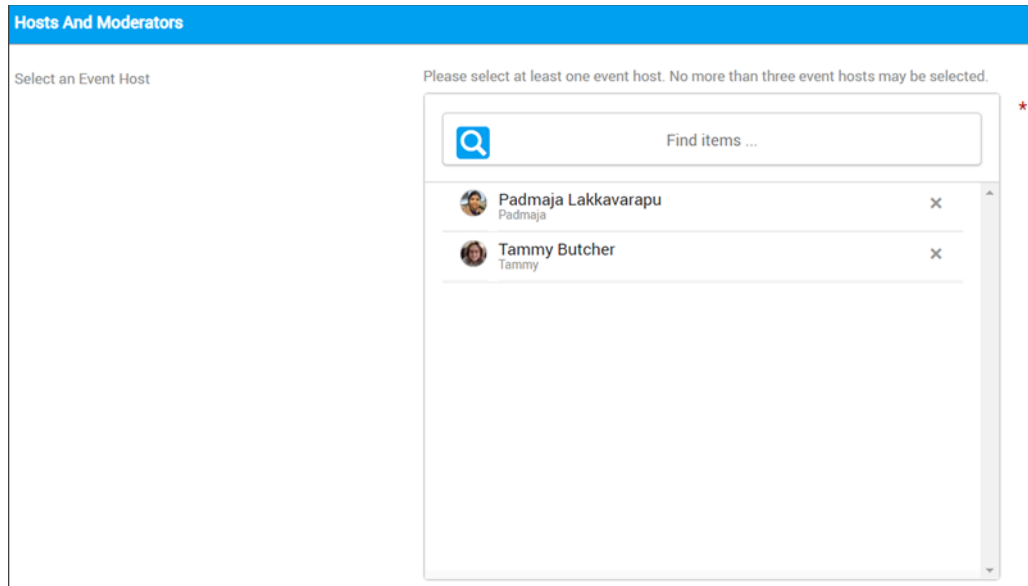 Hosts And Moderators
Select an Event Host
Please select at least one event host. No more than three event hosts may be selected.
*
Find items ...
Padmaja Lakkavarapu
Padmaja
Tammy Butcher
Tammy